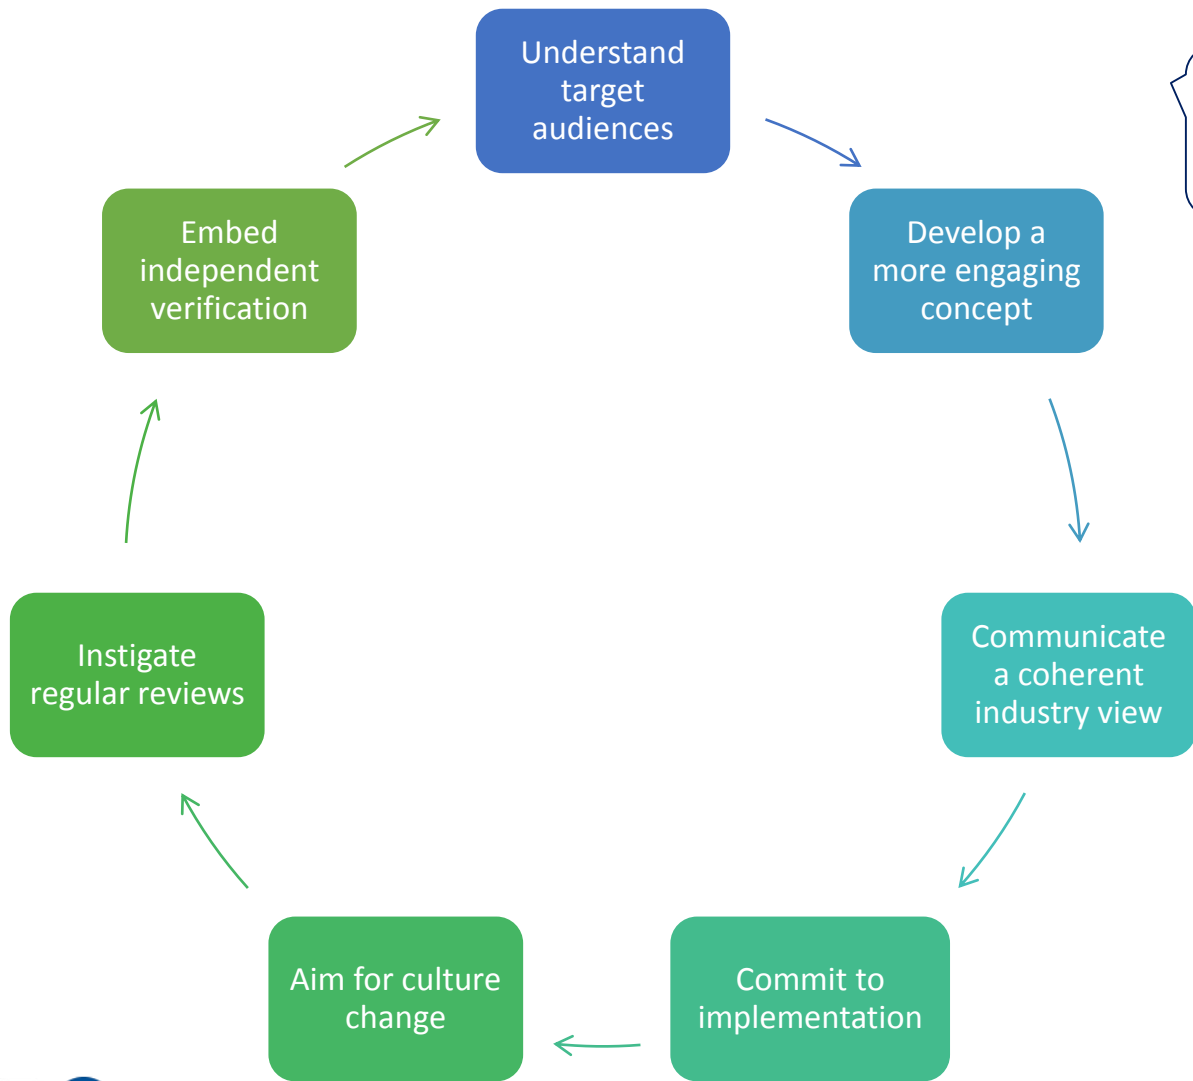 Understand
target
audiences
Develop a
more engaging
concept
Communicate
a coherent
industry view
Commit to
implementation
Aim for culture
change
Instigate
regular reviews
Embed
independent
verification